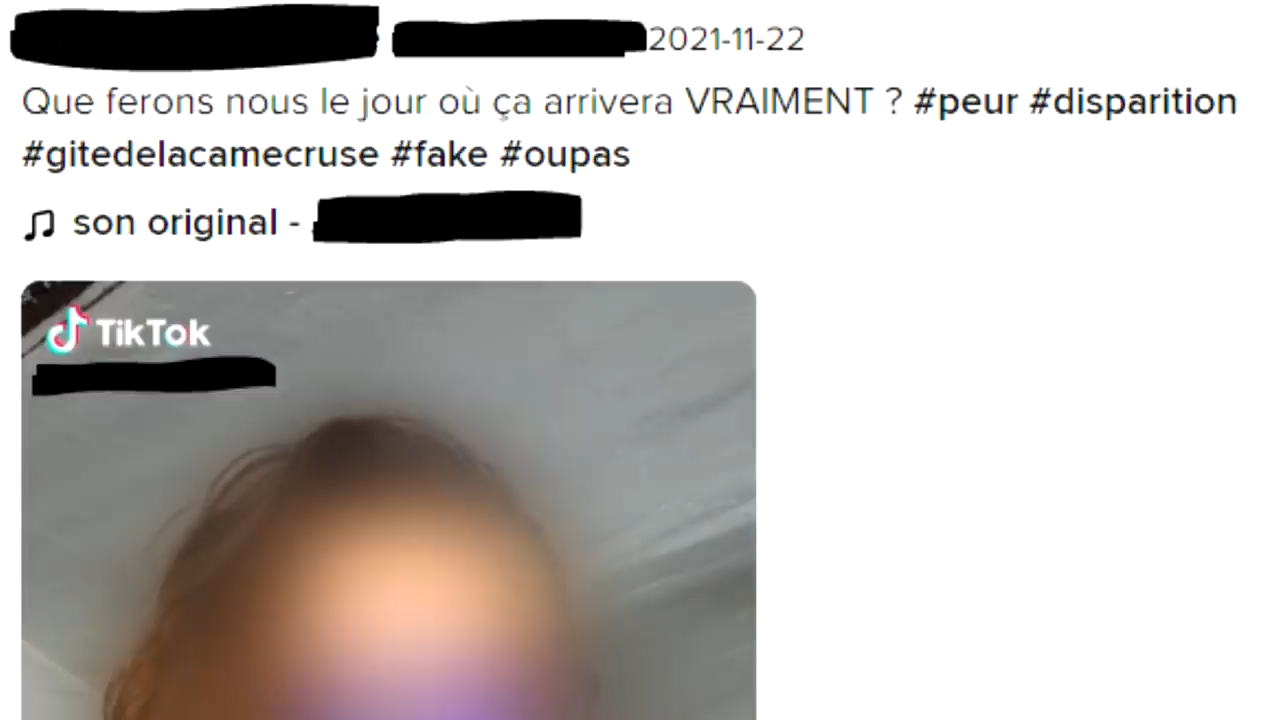 2021-11-22
Que ferons nous le jour où ça arrivera VRAIMENT ? #peur #disparition
#gitedelacamecruse #fake #oupas
son original -
TikTok